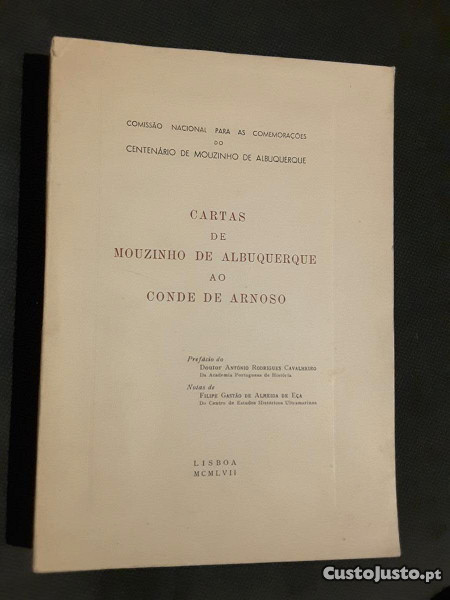 COMISSÃO NACIONAL PARA AS COMEMORAÇÕES
DO
CENTENÁRIO DE MOUZINHO DE ALBUQUERQUE
CARTAS
DE
MOUZINHO DE ALBUQUERQUE
AO
CONDE DE ARNOSO
Prefácio do
Doutor António Rodrigues Cavalheiro
Da Academia Portuguesa de História
Notas de
Filipe Gastão de Almeida de Eça
Do Centro de Estudos Históricos Ultramarinos
LISBOA
MCMLVII
CustoJusto.pt